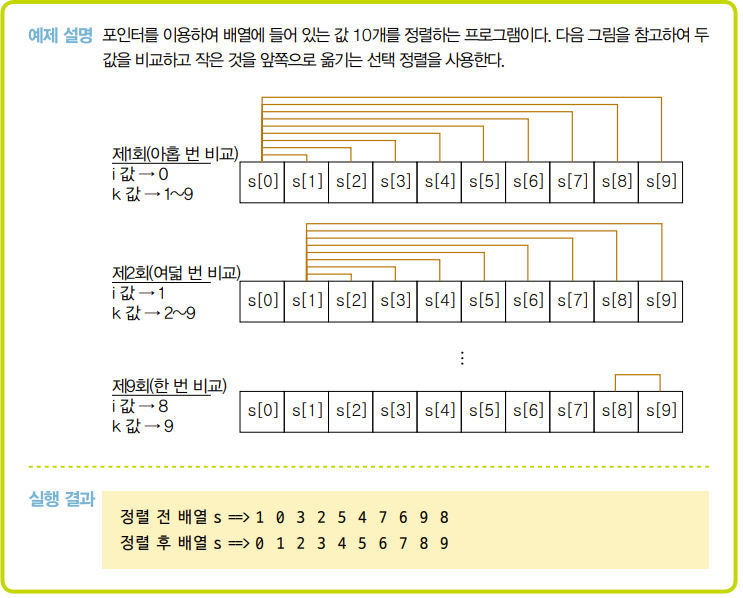 예제 설명 포인터를 이용하여 배열에 들어 있는 값 10개를 정렬하는 프로그램이다. 다음 그림을 참고하여 두
값을 비교하고 작은 것을 앞쪽으로 옮기는 선택 정렬을 사용한다.
제1회(아홉 번 비교)
i 값 → 0
k 값 → 1~9
s[0] s[1] s[2] s[3] s[4] s[5] s[6] s[7] s[8] s[9]
제2회(여덟 번 비교)
i 값 → 1
k 값 → 2~9
s[0] s[1] s[2] s[3] s[4] s[5] s[6] s[7] s[8] s[9]
⋮
제9회(한 번 비교)
i 값 → 8
k 값 → 9
s[0] s[1] s[2] s[3] s[4] s[5] s[6] s[7] s[8] s[9]
실행 결과
정렬 전 배열 s ==> 1 0 3 2 5 4 7 6 9 8
정렬 후 배열 s ==> 0 1 2 3 4 5 6 7 8 9